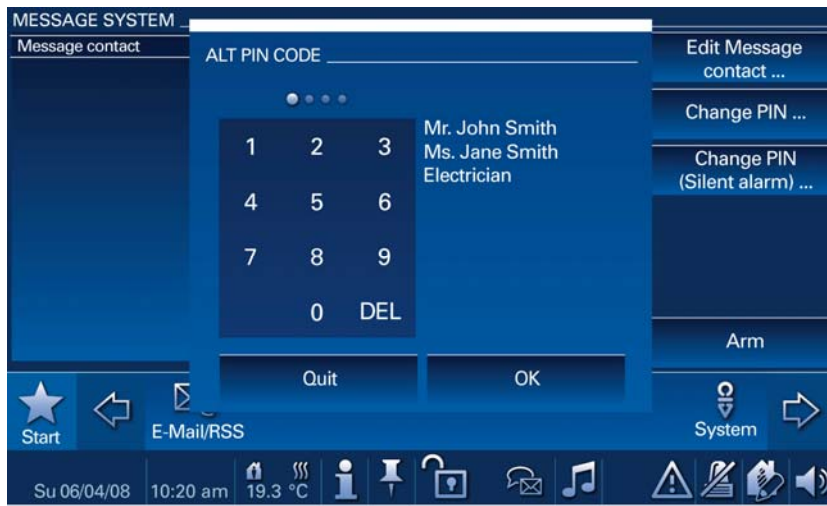 MESSAGE SYSTEM
Message contact
ALT PIN CODE
1 2 3
4 5 6
7 8 9
0 DEL
Mr. John Smith
Ms. Jane Smith
Electrician
Quit
OK
Edit Message
contact ...
Change PIN ...
Change PIN
(Silent alarm) ...
Arm
Start
E-Mail/RSS
System
Su 06/04/08
10:20 am
19.3 °C